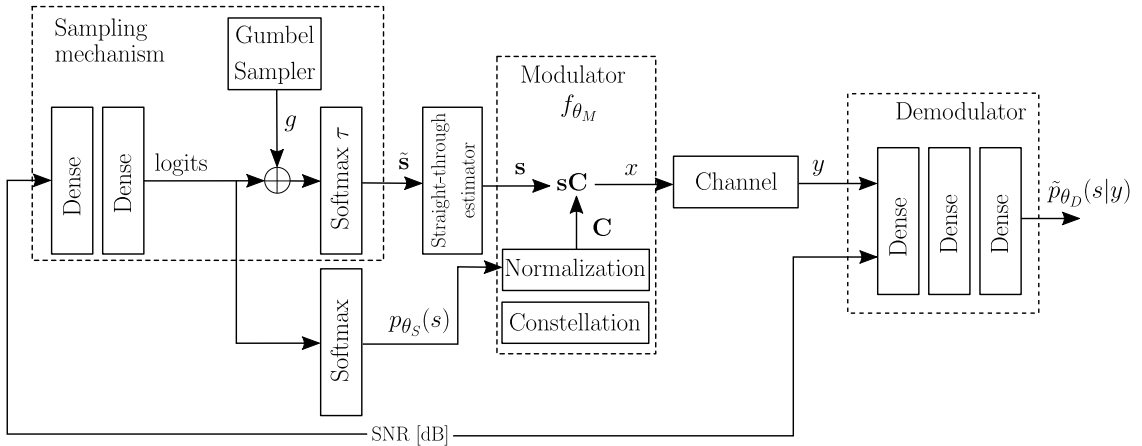 Sampling
mechanism
Gumbel
Sampler
g
Dense
Dense
logits
Softmax τ
s̃
Straight-through
estimator
s
Modulator
f_{θ_M}
sC
x
C
Normalization
Constellation
Softmax
p_{θ_S}(s)
Channel
y
Demodulator
Dense
Dense
Dense
p̃_{θ_D}(s|y)
SNR [dB]